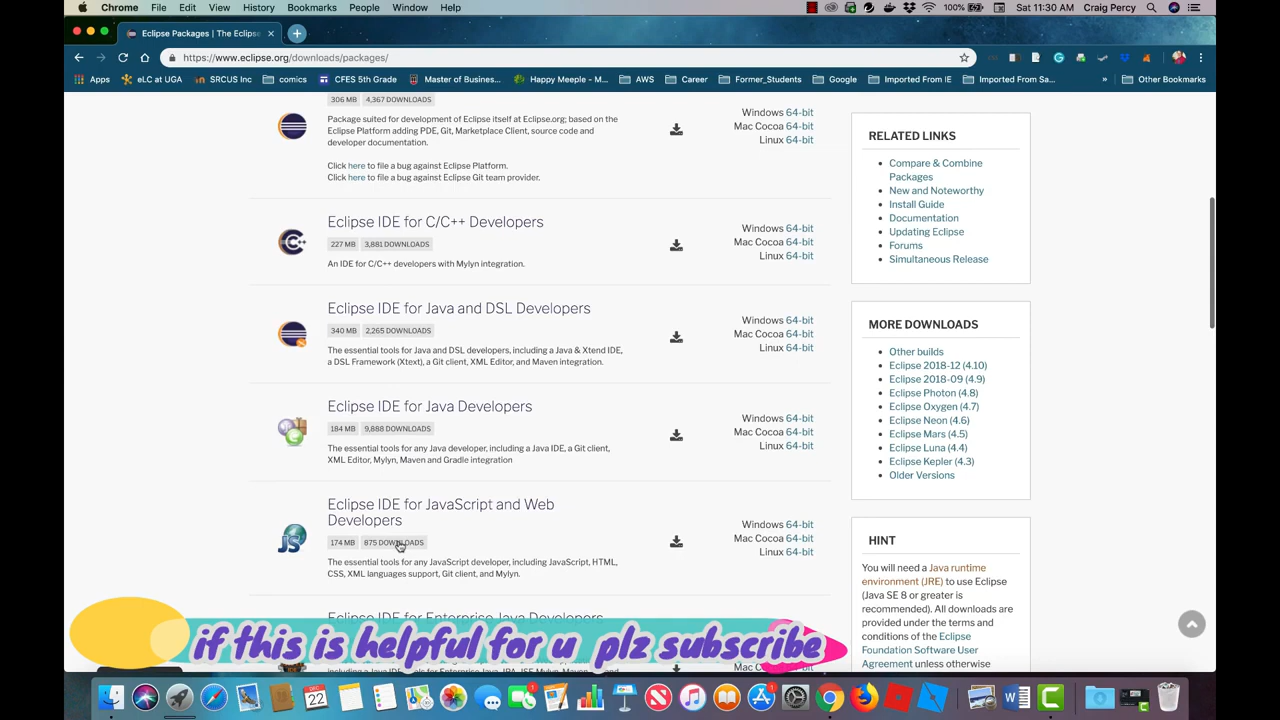 Chrome File Edit View History Bookmarks People Window Help 100% Sat 11:30 AM Craig Percy
Eclipse Packages | The Eclipse
https://www.eclipse.org/downloads/packages/
Apps eLC at UGA SRCUS Inc comics CFES 5th Grade Master of Busines... Happy Meeple - M... AWS Career Former_Students Google Imported From IE Imported From Sa... » Other Bookmarks
306 MB 4,367 DOWNLOADS
Package suited for development of Eclipse itself at Eclipse.org; based on the
Eclipse Platform adding PDE, Git, Marketplace Client, source code and
developer documentation.
Click here to file a bug against Eclipse Platform.
Click here to file a bug against Eclipse Git team provider.
Windows 64-bit
Mac Cocoa 64-bit
Linux 64-bit
Eclipse IDE for C/C++ Developers
227 MB 3,881 DOWNLOADS
An IDE for C/C++ developers with Mylyn integration.
Windows 64-bit
Mac Cocoa 64-bit
Linux 64-bit
Eclipse IDE for Java and DSL Developers
340 MB 2,265 DOWNLOADS
The essential tools for Java and DSL developers, including a Java & Xtend IDE,
a DSL Framework (Xtext), a Git client, XML Editor, and Maven integration.
Windows 64-bit
Mac Cocoa 64-bit
Linux 64-bit
Eclipse IDE for Java Developers
184 MB 9,888 DOWNLOADS
The essential tools for any Java developer, including a Java IDE, a Git client,
XML Editor, Mylyn, Maven and Gradle integration
Windows 64-bit
Mac Cocoa 64-bit
Linux 64-bit
Eclipse IDE for JavaScript and Web
Developers
174 MB 875 DOWNLOADS
The essential tools for any JavaScript developer, including JavaScript, HTML,
CSS, XML languages support, Git client, and Mylyn.
Windows 64-bit
Mac Cocoa 64-bit
Linux 64-bit
Eclipse IDE for Enterprise Java Developers
RELATED LINKS
Compare & Combine
Packages
New and Noteworthy
Install Guide
Documentation
Updating Eclipse
Forums
Simultaneous Release
MORE DOWNLOADS
Other builds
Eclipse 2018-12 (4.10)
Eclipse 2018-09 (4.9)
Eclipse Photon (4.8)
Eclipse Oxygen (4.7)
Eclipse Neon (4.6)
Eclipse Mars (4.5)
Eclipse Luna (4.4)
Eclipse Kepler (4.3)
Older Versions
HINT
You will need a Java runtime
environment (JRE) to use Eclipse
(Java SE 8 or greater is
recommended). All downloads are
provided under the terms and
conditions of the Eclipse
Foundation Software User
Agreement unless otherwise
if this is helpful for u plz subscribe
DEC
22